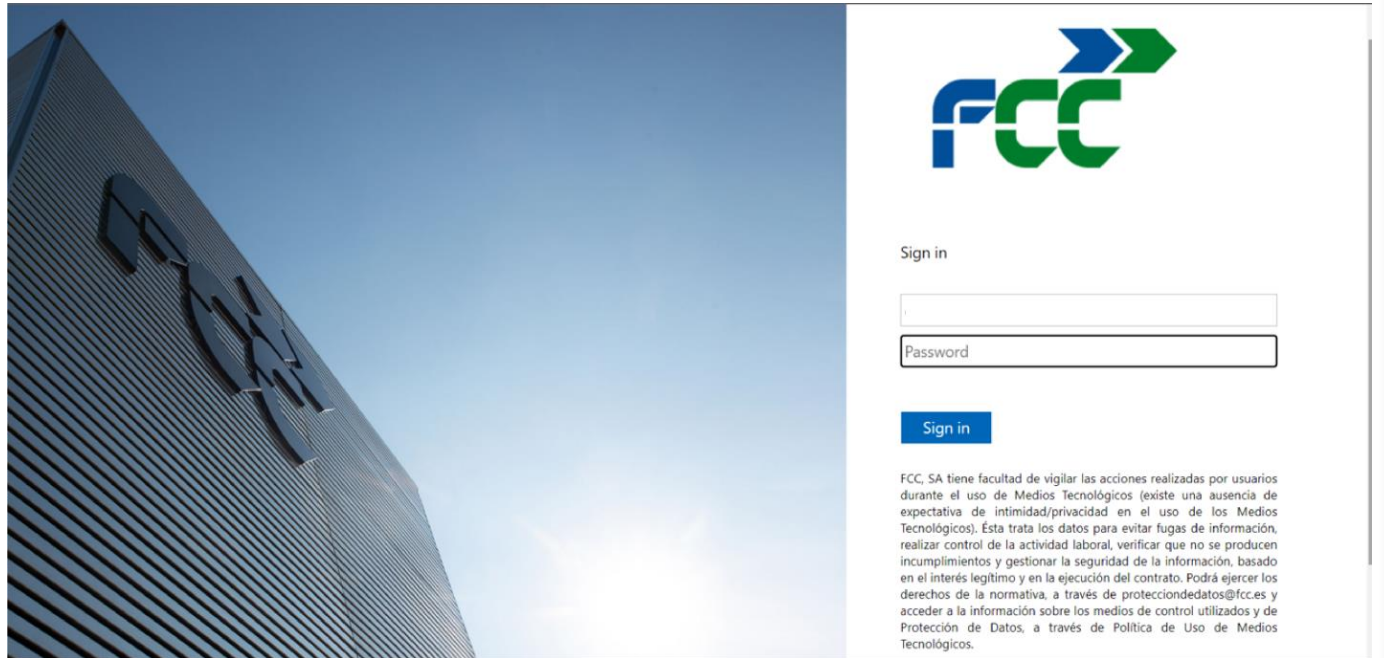 FCC
Sign in
Password
Sign in
FCC, SA tiene facultad de vigilar las acciones realizadas por usuarios
durante el uso de Medios Tecnológicos (existe una ausencia de
expectativa de intimidad/privacidad en el uso de los Medios
Tecnológicos). Ésta trata los datos para evitar fugas de información,
realizar control de la actividad laboral, verificar que no se producen
incumplimientos y gestionar la seguridad de la información, basado
en el interés legítimo y en la ejecución del contrato. Podrá ejercer los
derechos de la normativa, a través de protecciondedatos@fcc.es y
acceder a la información sobre los medios de control utilizados y de
Protección de Datos, a través de Política de Uso de Medios
Tecnológicos.